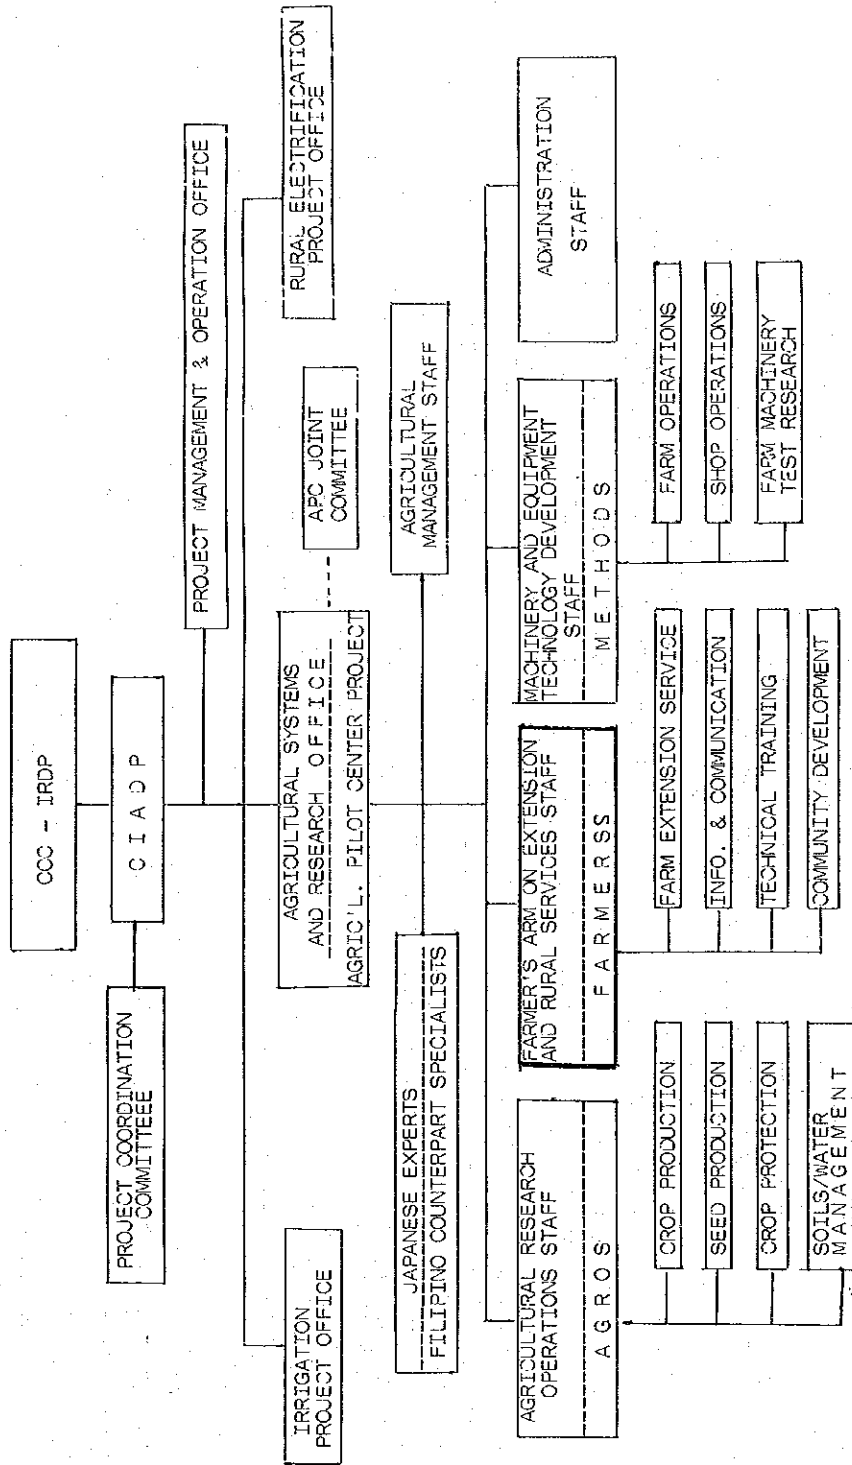 CCC - IRDP
C I A D P
PROJECT COORDINATION
COMMITTEEE
PROJECT MANAGEMENT & OPERATION OFFICE
IRRIGATION
PROJECT OFFICE
AGRICULTURAL SYSTEMS
AND RESEARCH OFFICE
AGRIC'L. PILOT CENTER PROJECT
APC JOINT
COMMITTEE
RURAL ELECTRIFICATION
PROJECT OFFICE
JAPANESE EXPERTS
FILIPINO COUNTERPART SPECIALISTS
AGRICULTURAL
MANAGEMENT STAFF
AGRICULTURAL RESEARCH
OPERATIONS STAFF
A G R O S
CROP PRODUCTION
SEED PRODUCTION
CROP PROTECTION
SOILS/WATER
MANAGEMENT
FARMER'S ARM ON EXTENSION
AND RURAL SERVICES STAFF
F A R M E R S S
FARM EXTENSION SERVICE
INFO. & COMMUNICATION
TECHNICAL TRAINING
COMMUNITY DEVELOPMENT
MACHINERY AND EQUIPMENT
TECHNOLOGY DEVELOPMENT
STAFF
M E T H O D S
FARM OPERATIONS
SHOP OPERATIONS
FARM MACHINERY
TEST RESEARCH
ADMINISTRATION
STAFF